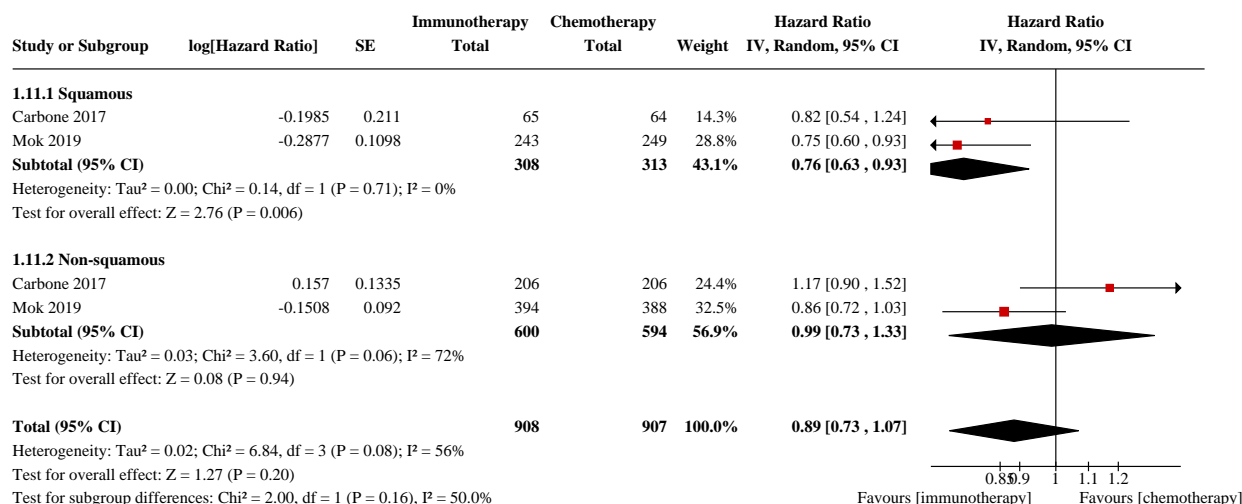 Immunotherapy Chemotherapy Hazard Ratio Hazard Ratio
Study or Subgroup log[Hazard Ratio] SE Total Total Weight IV, Random, 95% CI IV, Random, 95% CI
1.11.1 Squamous
Carbone 2017 -0.1985 0.211 65 64 14.3% 0.82 [0.54 , 1.24]
Mok 2019 -0.2877 0.1098 243 249 28.8% 0.75 [0.60 , 0.93]
Subtotal (95% CI) 308 313 43.1% 0.76 [0.63 , 0.93]
Heterogeneity: Tau² = 0.00; Chi² = 0.14, df = 1 (P = 0.71); I² = 0%
Test for overall effect: Z = 2.76 (P = 0.006)
1.11.2 Non-squamous
Carbone 2017 0.157 0.1335 206 206 24.4% 1.17 [0.90 , 1.52]
Mok 2019 -0.1508 0.092 394 388 32.5% 0.86 [0.72 , 1.03]
Subtotal (95% CI) 600 594 56.9% 0.99 [0.73 , 1.33]
Heterogeneity: Tau² = 0.03; Chi² = 3.60, df = 1 (P = 0.06); I² = 72%
Test for overall effect: Z = 0.08 (P = 0.94)
Total (95% CI) 908 907 100.0% 0.89 [0.73 , 1.07]
Heterogeneity: Tau² = 0.02; Chi² = 6.84, df = 3 (P = 0.08); I² = 56%
Test for overall effect: Z = 1.27 (P = 0.20)
0.85 0.9 1 1.1 1.2
Test for subgroup differences: Chi² = 2.00, df = 1 (P = 0.16), I² = 50.0% Favours [immunotherapy] Favours [chemotherapy]